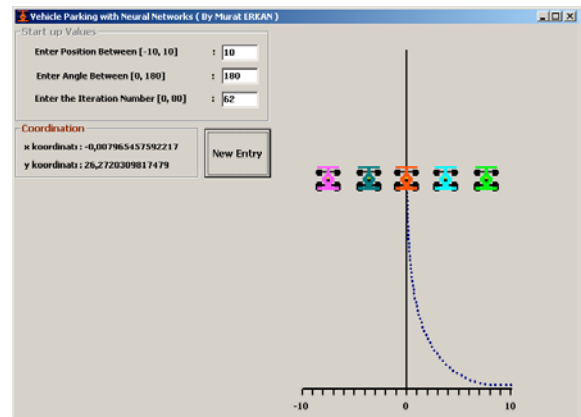 Vehicle Parking with Neural Networks ( By Murat ERKAN )
Start up Values
Enter Position Between [-10, 10] : 10
Enter Angle Between [0, 180] : 180
Enter the Iteration Number [0, 80] : 62
Coordination
x koordinatı : -0,007965457592217
y koordinatı : 26,2720309817479
New Entry
-10 0 10